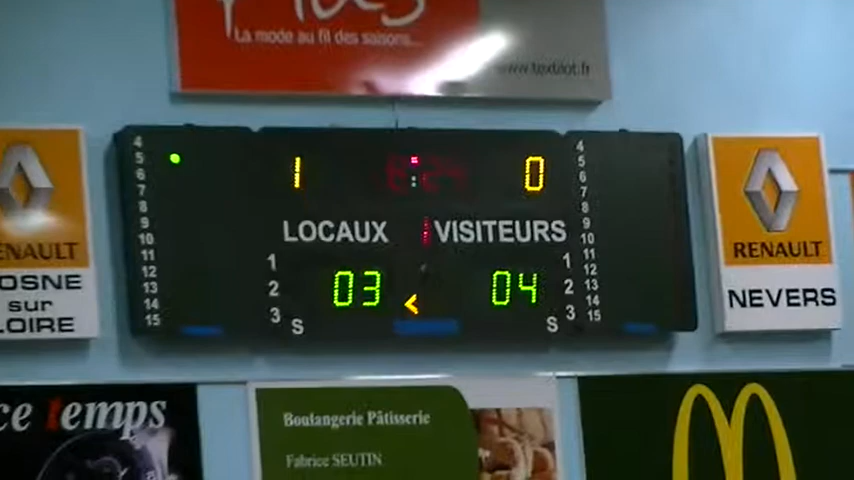 La mode au fil des saisons...
www.textilot.fr
4
5
6
7
8
9
10
11
12
13
14
15
1 : 0
LOCAUX 1 VISITEURS
1
2
3
S
03 < 04
1
2
3
S
4
5
6
7
8
9
10
11
12
13
14
15
RENAULT
OSNE
sur
LOIRE
RENAULT
NEVERS
ce temps
Boulangerie Pâtisserie
Fabrice SEUTIN